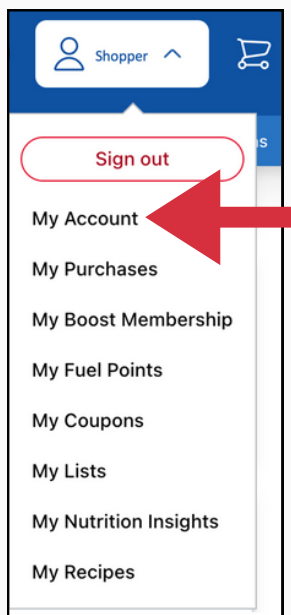 Shopper
Sign out
My Account
My Purchases
My Boost Membership
My Fuel Points
My Coupons
My Lists
My Nutrition Insights
My Recipes